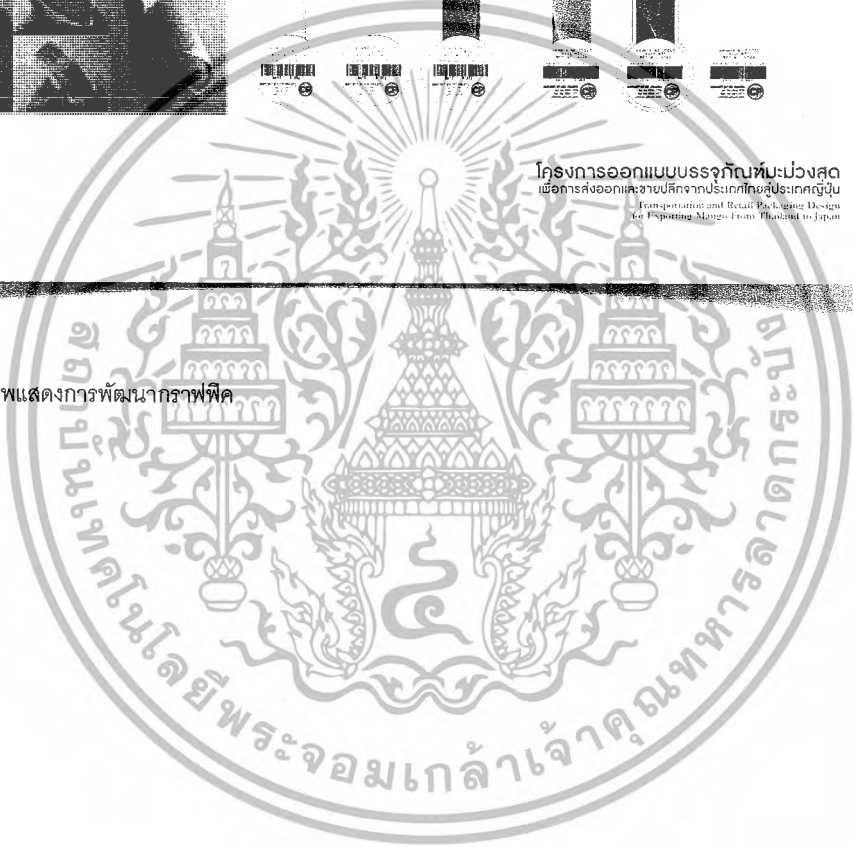 โครงการออกแบบบรรจุภัณฑ์มะม่วงสด
เพื่อการส่งออกและขายปลีกจากประเทศไทยสู่ประเทศญี่ปุ่น
Transportation and Retail Packaging Design
for Exporting Mango From Thailand to Japan
พแสดงการพัฒนากราฟฟิค
สถาบันเทคโนโลยีพระจอมเกล้าเจ้าคุณทหารลาดกระบัง